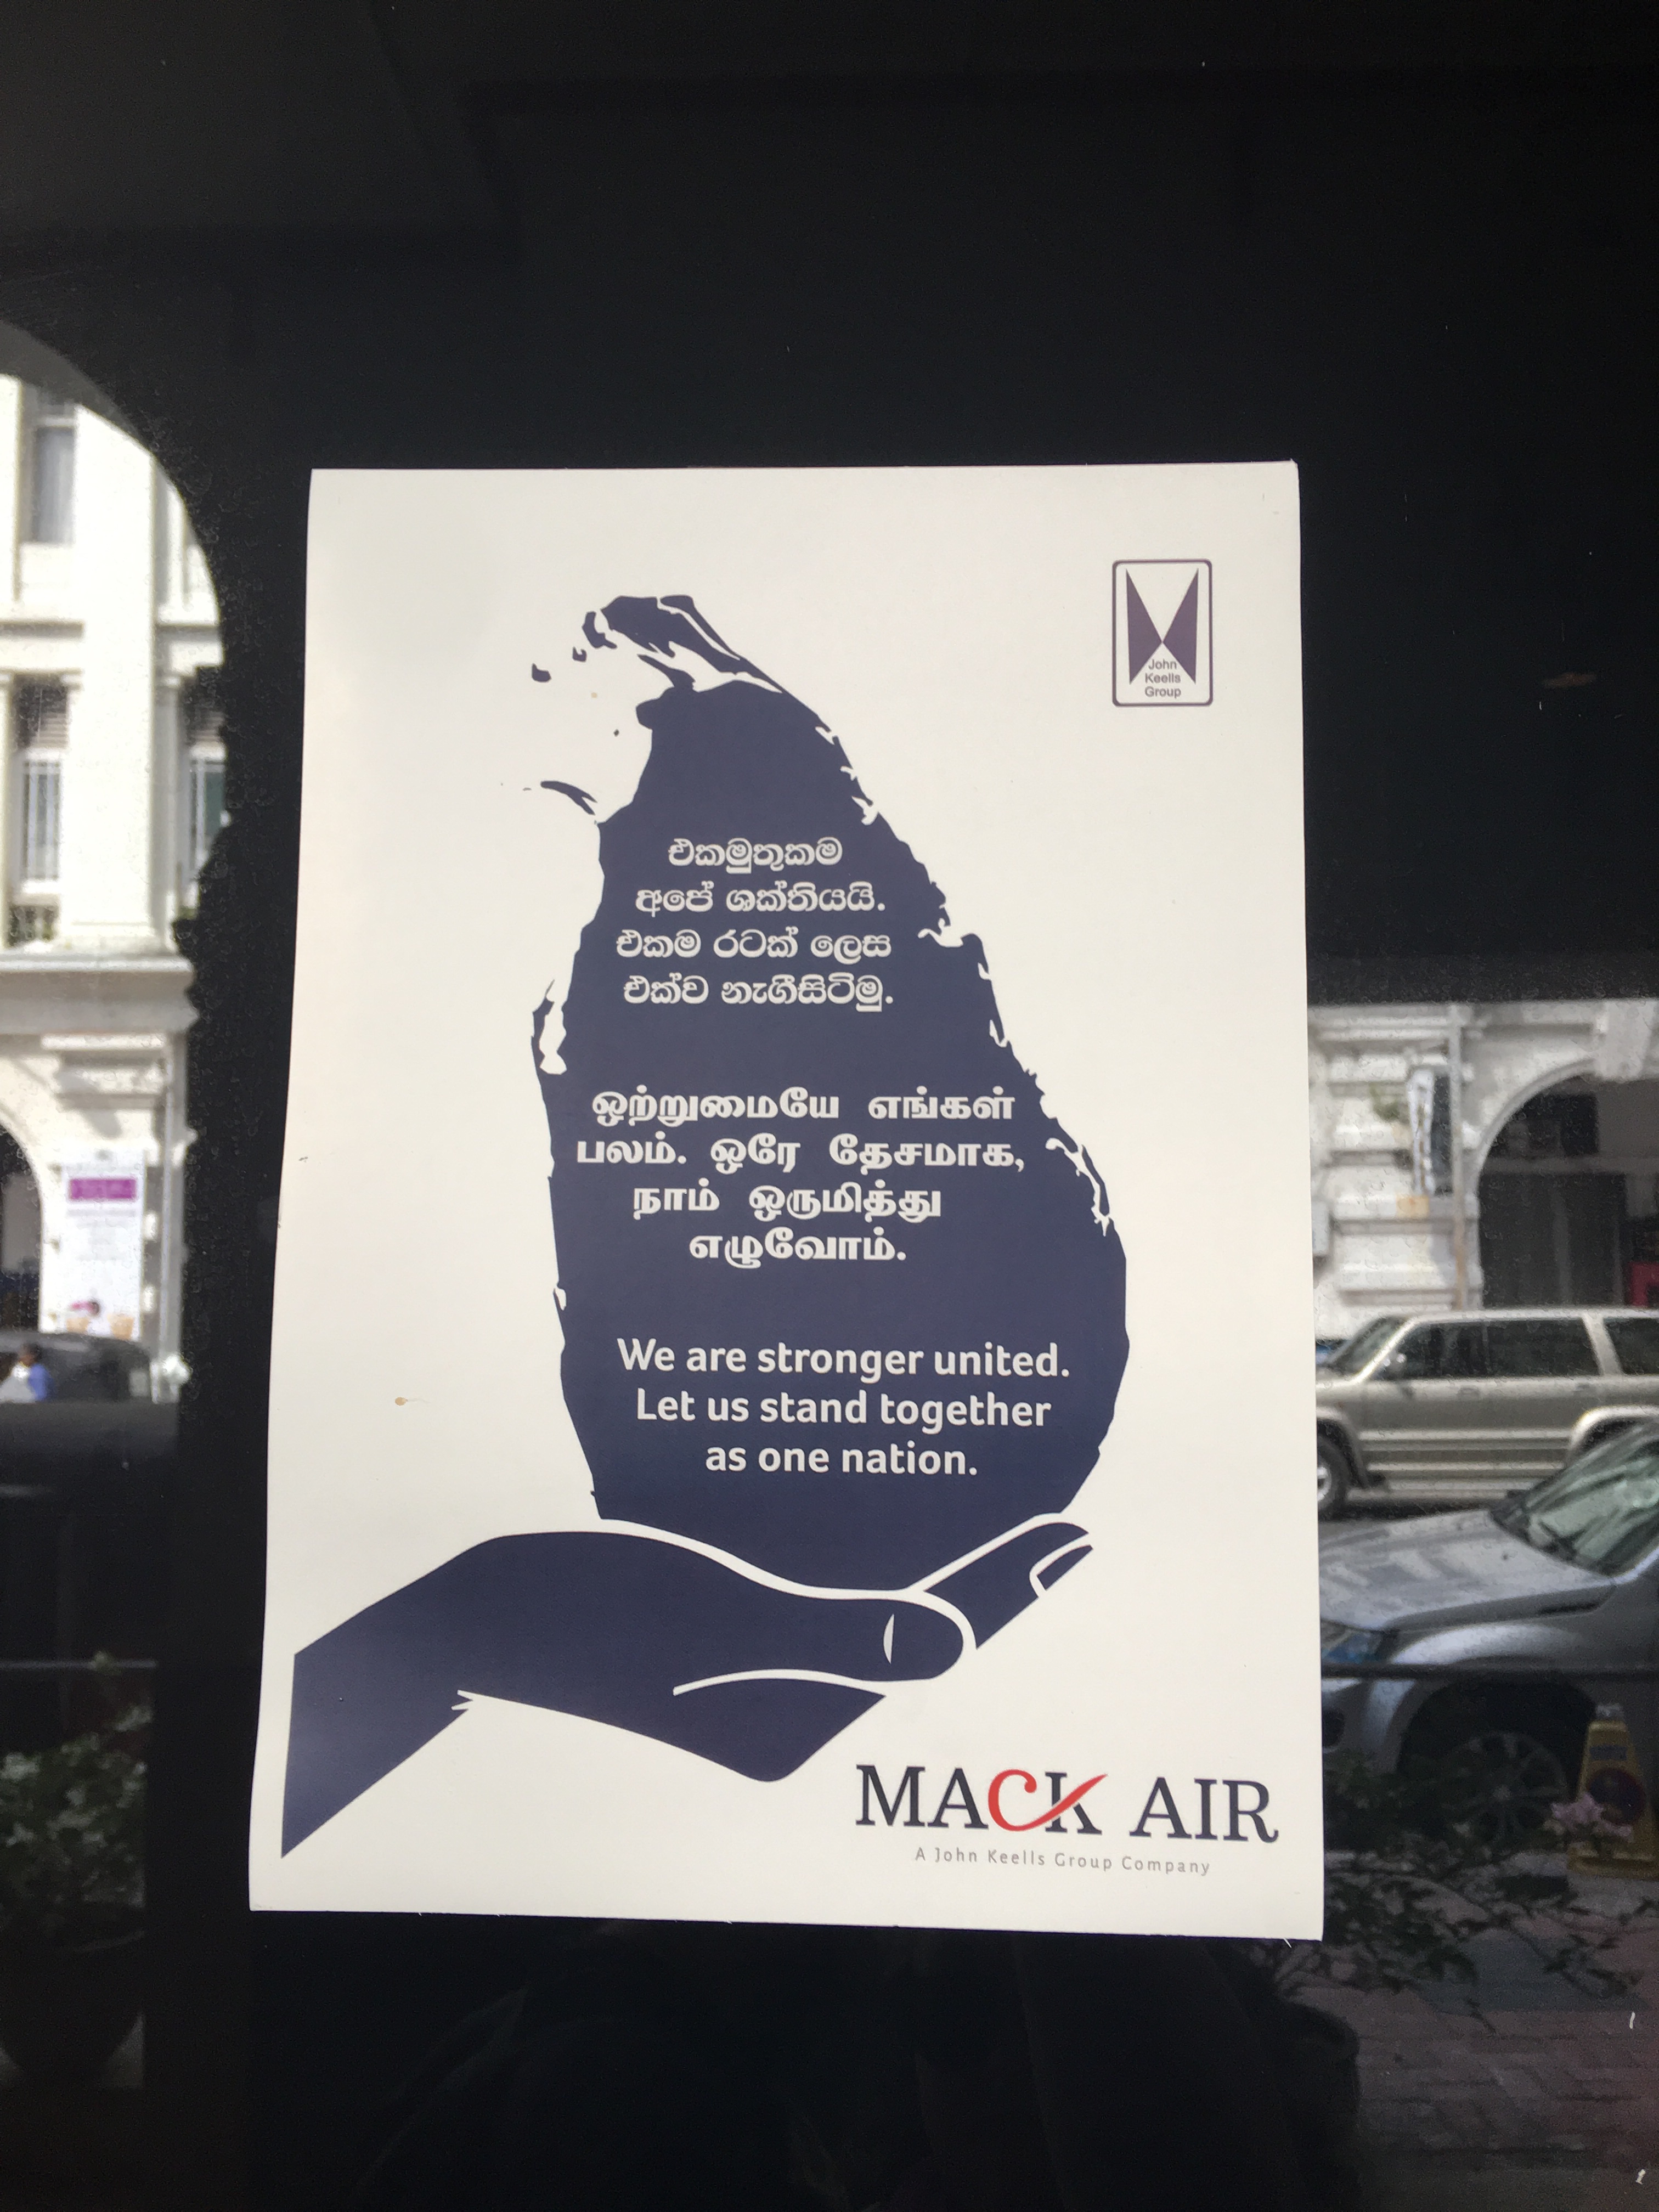 John
Keells
Group
එකමුතුකම
අපේ ශක්තියයි.
එකම රටක් ලෙස
එක්ව නැගීසිටිමු.
ஒற்றுமையே எங்கள்
பலம். ஒரே தேசமாக,
நாம் ஒருமித்து
எழுவோம்.
We are stronger united.
Let us stand together
as one nation.
MACK AIR
A John Keells Group Company